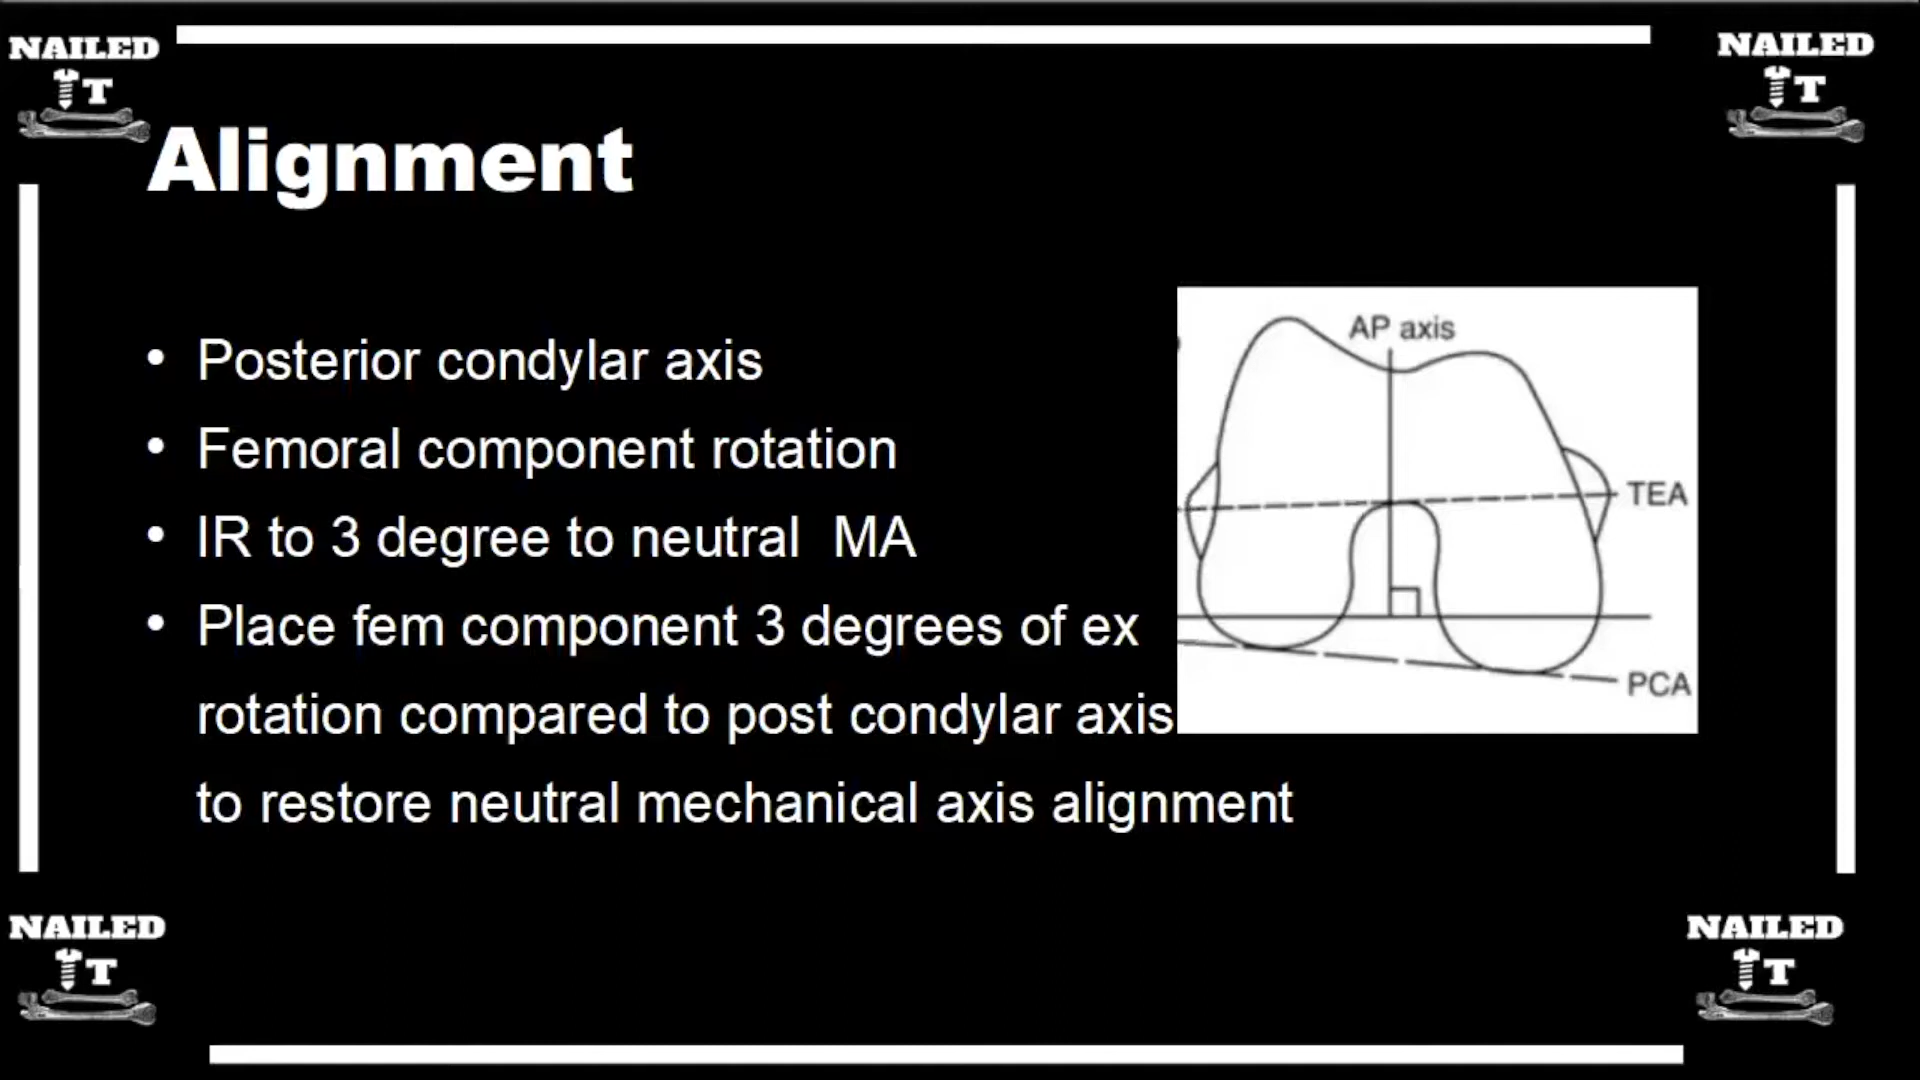 NAILED
IT
NAILED
IT
Alignment
• Posterior condylar axis
• Femoral component rotation
• IR to 3 degree to neutral  MA
• Place fem component 3 degrees of ex
rotation compared to post condylar axis
to restore neutral mechanical axis alignment
AP axis
TEA
PCA
NAILED
IT
NAILED
IT